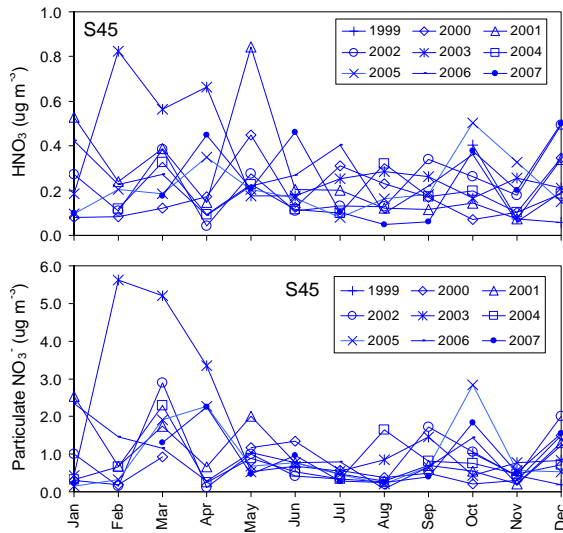 S45
1999 2000 2001
2002 2003 2004
2005 2006 2007
HNO₃ (ug m⁻³)
1.0
0.8
0.6
0.4
0.2
0.0
S45
1999 2000 2001
2002 2003 2004
2005 2006 2007
Particulate NO₃⁻ (ug m⁻³)
6.0
5.0
4.0
3.0
2.0
1.0
0.0
Jan Feb Mar Apr May Jun Jul Aug Sep Oct Nov Dec